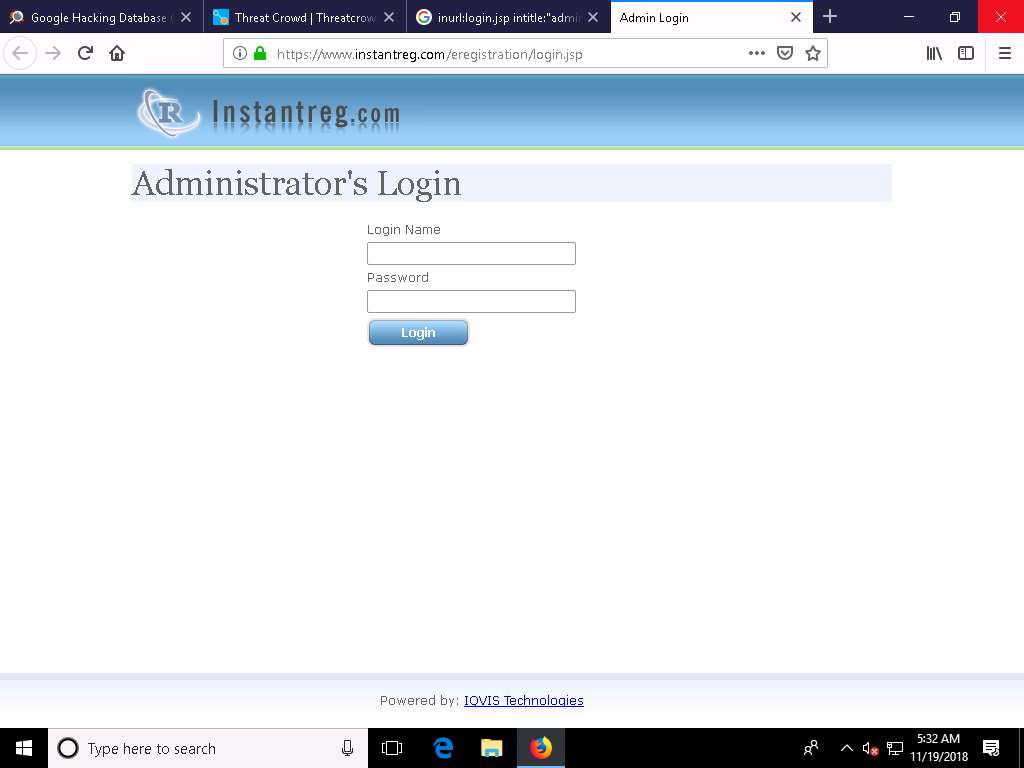 Google Hacking Database
Threat Crowd | Threatcrow
inurl:login.jsp intitle:"admi
Admin Login
https://www.instantreg.com/eregistration/login.jsp
R
Instantreg.com
Administrator's Login
Login Name
Password
Login
Powered by: IQVIS Technologies
Type here to search
5:32 AM
11/19/2018